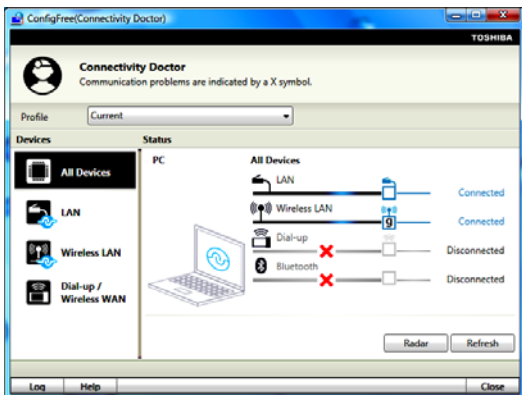 ConfigFree(Connectivity Doctor)
TOSHIBA
Connectivity Doctor
Communication problems are indicated by a X symbol.
Profile
Current
Devices
Status
All Devices
LAN
Wireless LAN
Dial-up /
Wireless WAN
PC
All Devices
LAN
Connected
Wireless LAN
g
Connected
Dial-up
Disconnected
Bluetooth
Disconnected
Radar
Refresh
Log
Help
Close